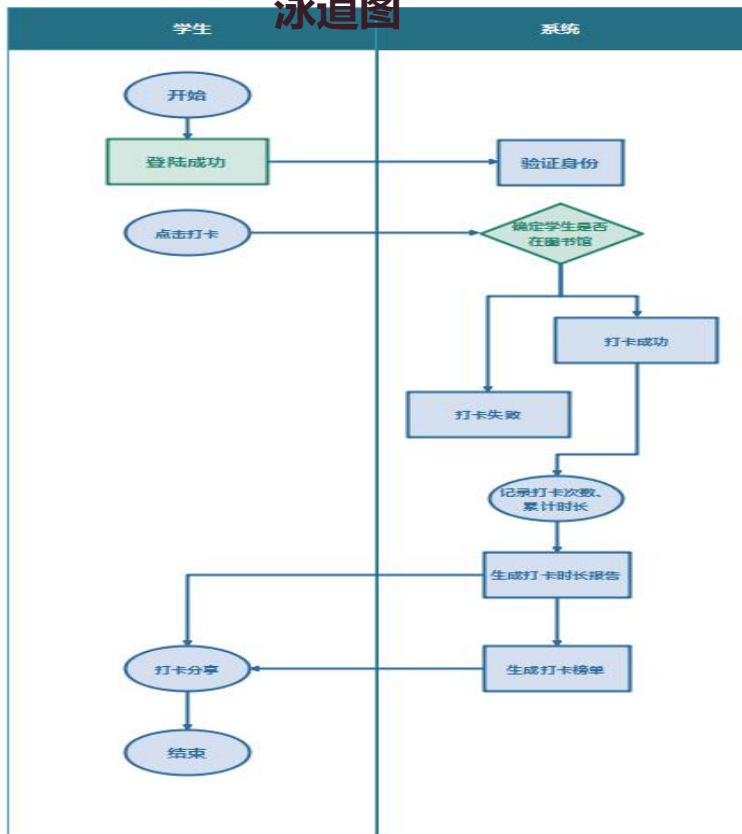 泳道图
学生
系统
开始
登陆成功
验证身份
点击打卡
确定学生是否
在图书馆
打卡成功
打卡失败
记录打卡次数、
累计时长
生成打卡时长报告
打卡分享
生成打卡榜单
结束